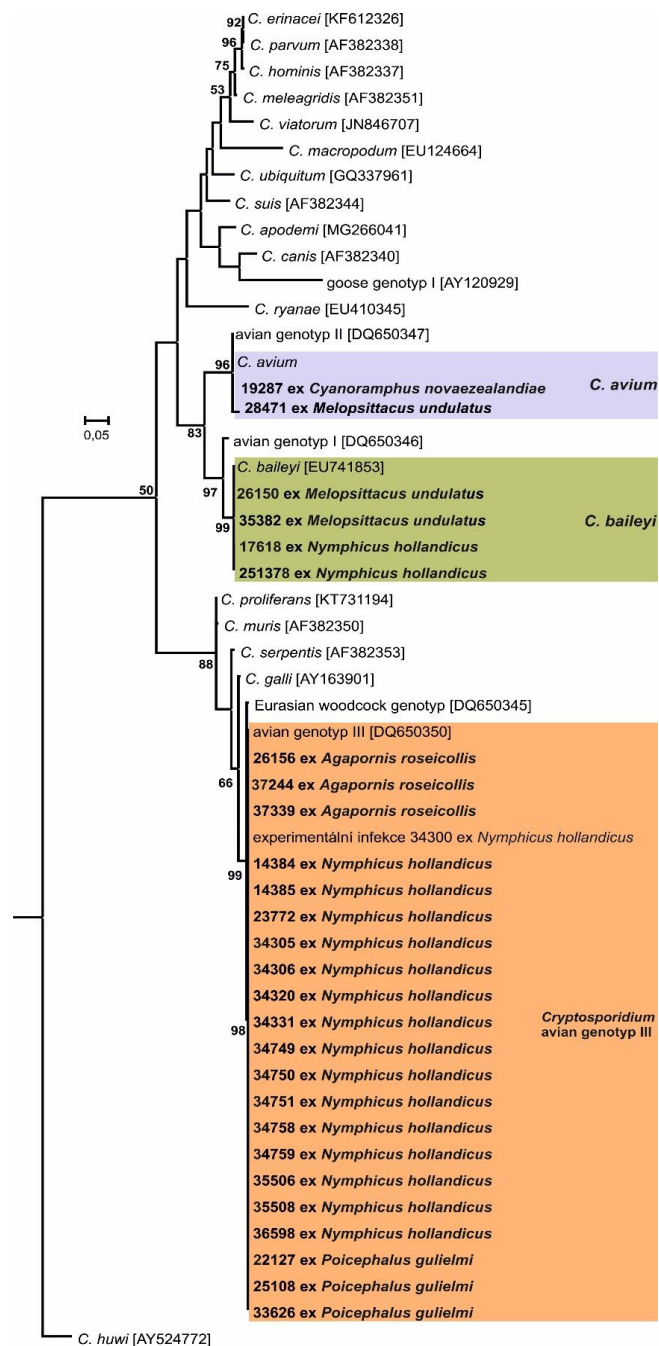 C. erinacei [KF612326]
92
C. parvum [AF382338]
96
C. hominis [AF382337]
75
C. meleagridis [AF382351]
53
C. viatorum [JN846707]
C. macropodum [EU124664]
C. ubiquitum [GQ337961]
C. suis [AF382344]
C. apodemi [MG266041]
C. canis [AF382340]
goose genotyp I [AY120929]
C. ryanae [EU410345]
avian genotyp II [DQ650347]
96
C. avium
19287 ex Cyanoramphus novaezealandiae
C. avium
28471 ex Melopsittacus undulatus
0,05
83
avian genotyp I [DQ650346]
C. baileyi [EU741853]
97
26150 ex Melopsittacus undulatus
50
99
35382 ex Melopsittacus undulatus
C. baileyi
17618 ex Nymphicus hollandicus
251378 ex Nymphicus hollandicus
C. proliferans [KT731194]
C. muris [AF382350]
88
C. serpentis [AF382353]
C. galli [AY163901]
Eurasian woodcock genotyp [DQ650345]
avian genotyp III [DQ650350]
26156 ex Agapornis roseicollis
66
37244 ex Agapornis roseicollis
37339 ex Agapornis roseicollis
experimentální infekce 34300 ex Nymphicus hollandicus
99
14384 ex Nymphicus hollandicus
14385 ex Nymphicus hollandicus
23772 ex Nymphicus hollandicus
34305 ex Nymphicus hollandicus
34306 ex Nymphicus hollandicus
34320 ex Nymphicus hollandicus
98
34331 ex Nymphicus hollandicus
Cryptosporidium
avian genotyp III
34749 ex Nymphicus hollandicus
34750 ex Nymphicus hollandicus
34751 ex Nymphicus hollandicus
34758 ex Nymphicus hollandicus
34759 ex Nymphicus hollandicus
35506 ex Nymphicus hollandicus
35508 ex Nymphicus hollandicus
36598 ex Nymphicus hollandicus
22127 ex Poicephalus gulielmi
25108 ex Poicephalus gulielmi
33626 ex Poicephalus gulielmi
C. huwi [AY524772]